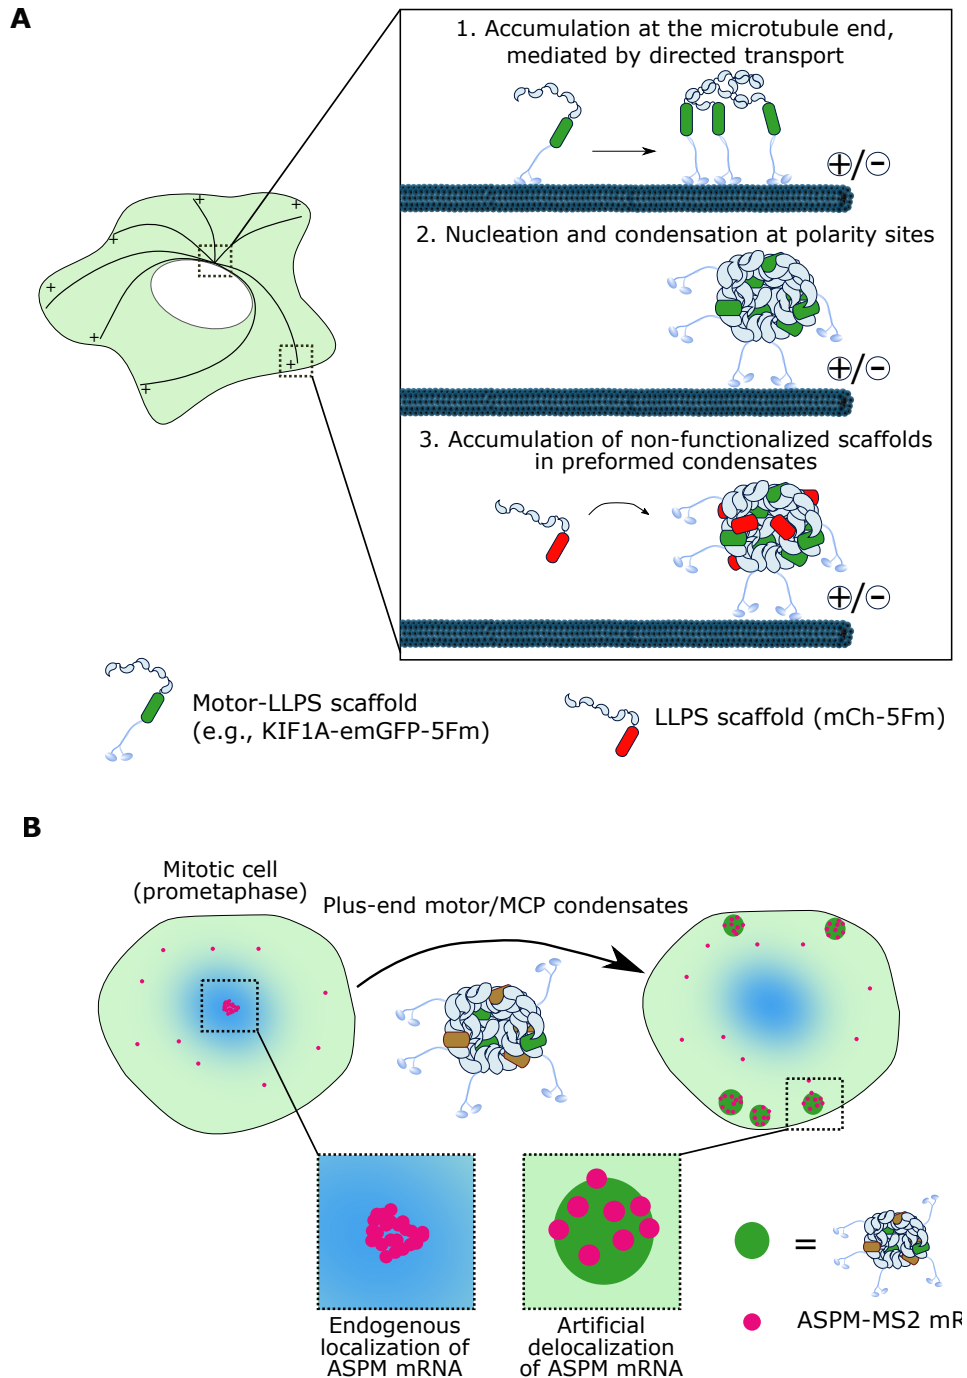 A
1. Accumulation at the microtubule end,
mediated by directed transport
+/-
2. Nucleation and condensation at polarity sites
+/-
3. Accumulation of non-functionalized scaffolds
in preformed condensates
+/-
+
+
+
+
+
+
+
Motor-LLPS scaffold
(e.g., KIF1A-emGFP-5Fm)
LLPS scaffold (mCh-5Fm)
B
Mitotic cell
(prometaphase)
Plus-end motor/MCP condensates
Endogenous
localization of
ASPM mRNA
Artificial
delocalization
of ASPM mRNA
=
ASPM-MS2 mR